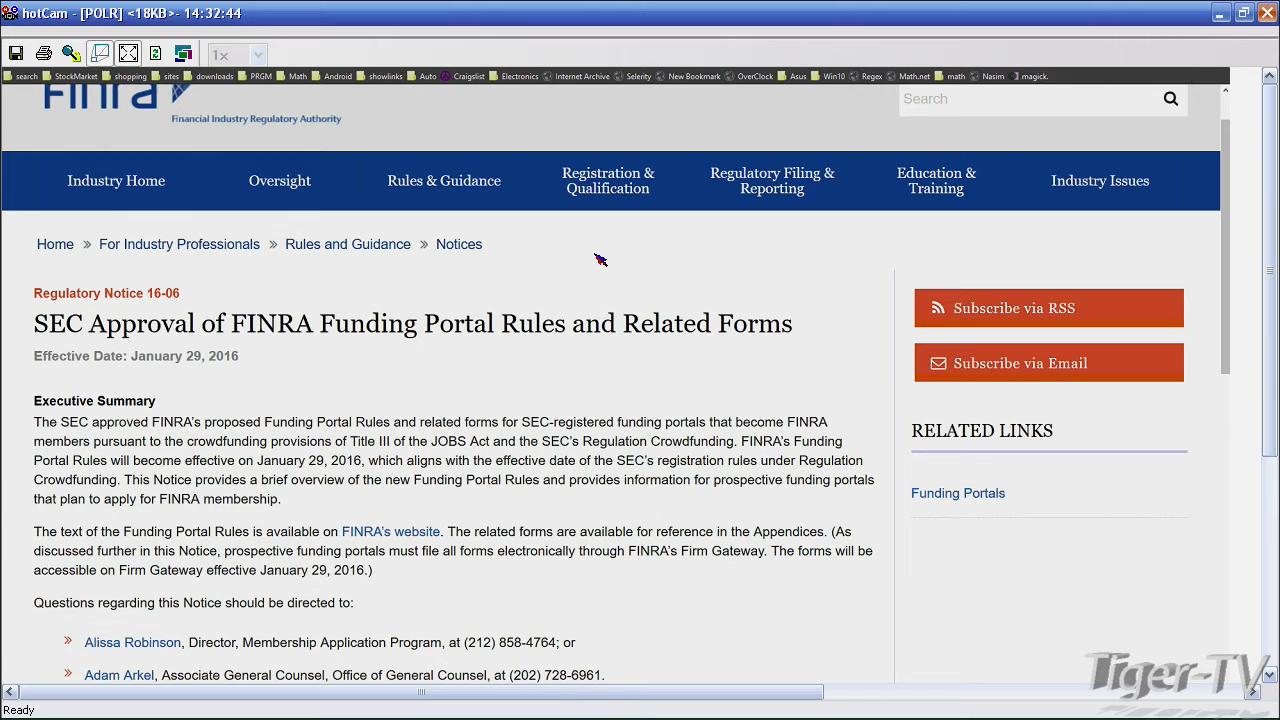 hotCam - [POLR] <18KB>- 14:32:44
1x
search StockMarket shopping sites downloads PRGM Math Android showlinks Auto Craigslist Electronics Internet Archive Selerity New Bookmark OverClock Asus Win10 Regex Math.net math Nasim magick.
Finra
Financial Industry Regulatory Authority
Search
Industry Home Oversight Rules & Guidance Registration & Qualification Regulatory Filing & Reporting Education & Training Industry Issues
Home » For Industry Professionals » Rules and Guidance » Notices
Regulatory Notice 16-06
SEC Approval of FINRA Funding Portal Rules and Related Forms
Effective Date: January 29, 2016
Executive Summary
The SEC approved FINRA's proposed Funding Portal Rules and related forms for SEC-registered funding portals that become FINRA
members pursuant to the crowdfunding provisions of Title III of the JOBS Act and the SEC's Regulation Crowdfunding. FINRA's Funding
Portal Rules will become effective on January 29, 2016, which aligns with the effective date of the SEC's registration rules under Regulation
Crowdfunding. This Notice provides a brief overview of the new Funding Portal Rules and provides information for prospective funding portals
that plan to apply for FINRA membership.
The text of the Funding Portal Rules is available on FINRA's website. The related forms are available for reference in the Appendices. (As
discussed further in this Notice, prospective funding portals must file all forms electronically through FINRA's Firm Gateway. The forms will be
accessible on Firm Gateway effective January 29, 2016.)
Questions regarding this Notice should be directed to:
» Alissa Robinson, Director, Membership Application Program, at (212) 858-4764; or
» Adam Arkel, Associate General Counsel, Office of General Counsel, at (202) 728-6961.
Subscribe via RSS
Subscribe via Email
RELATED LINKS
Funding Portals
Tiger-TV
Ready